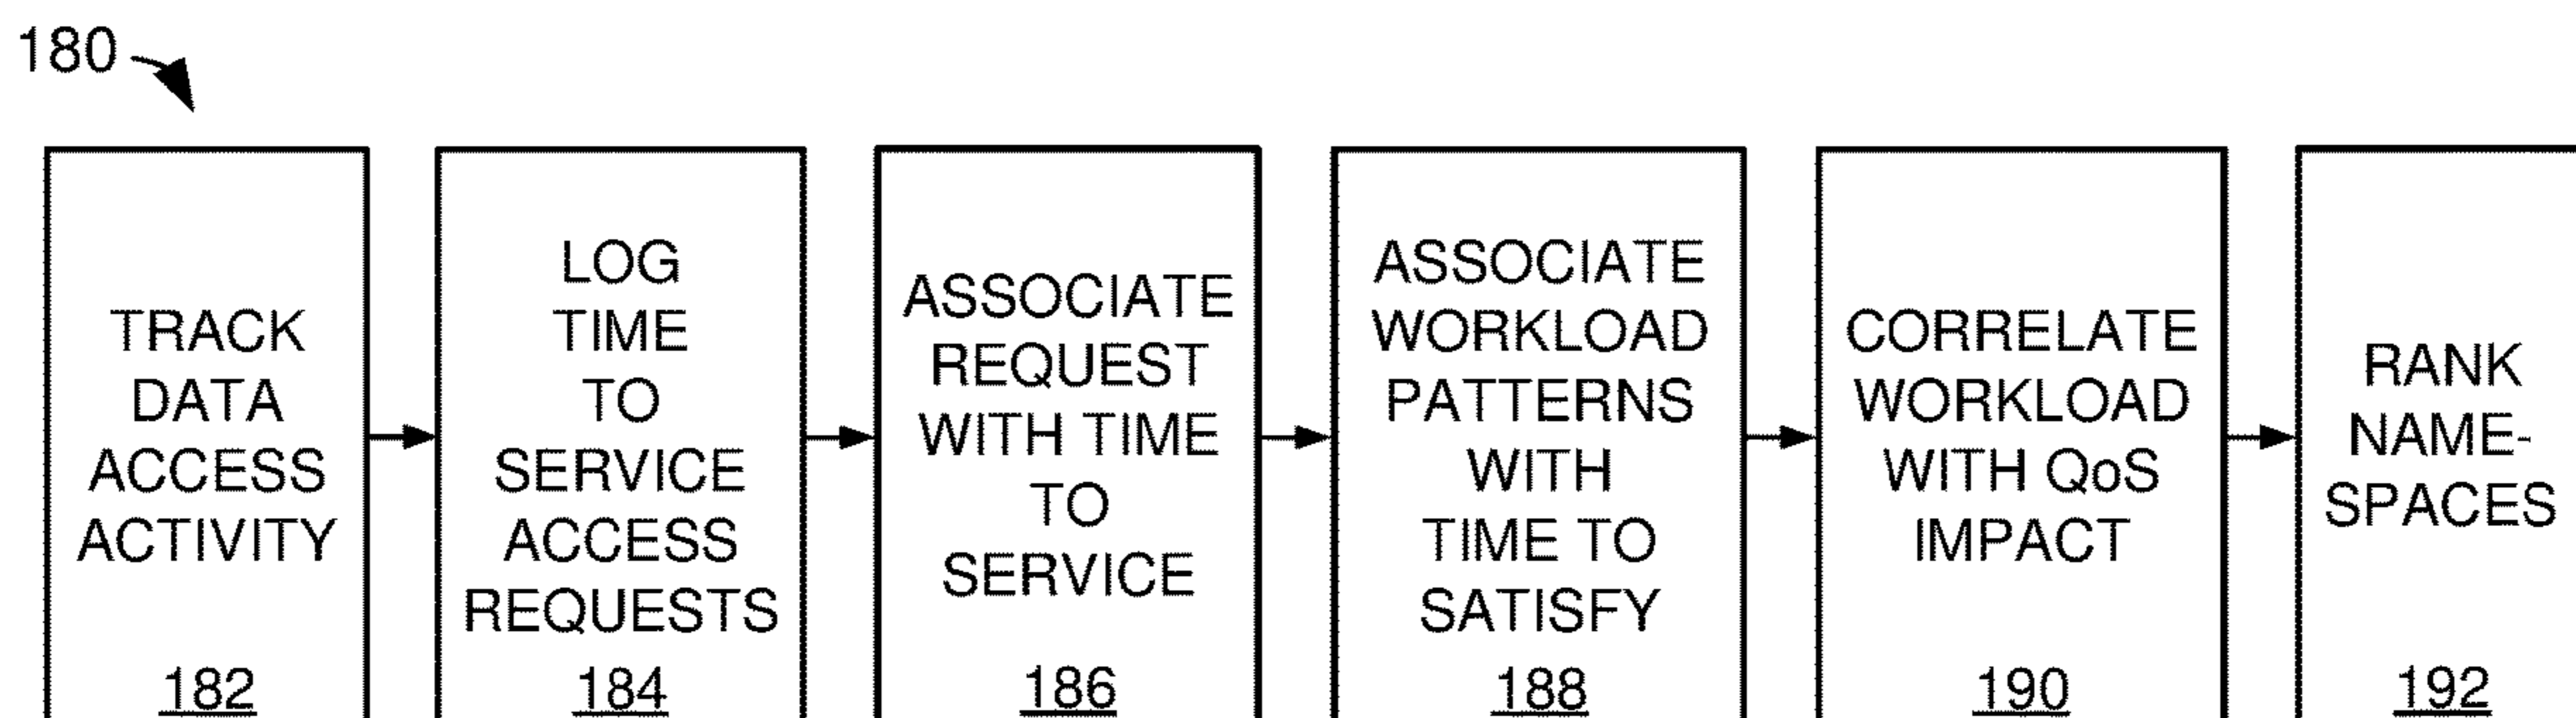 180
TRACK
DATA
ACCESS
ACTIVITY
182
LOG
TIME
TO
SERVICE
ACCESS
REQUESTS
184
ASSOCIATE
REQUEST
WITH TIME
TO
SERVICE
186
ASSOCIATE
WORKLOAD
PATTERNS
WITH
TIME TO
SATISFY
188
CORRELATE
WORKLOAD
WITH QoS
IMPACT
190
RANK
NAME-
SPACES
192